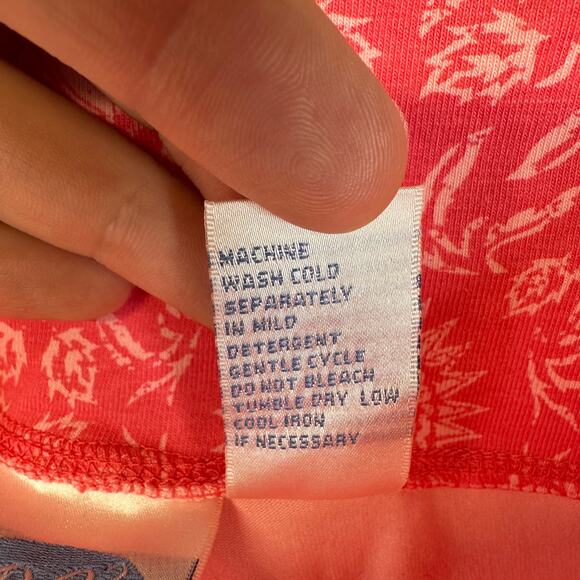 MACHINE
WASH COLD
SEPARATELY
IN MILD
DETERGENT
GENTLE CYCLE
DO NOT BLEACH
TUMBLE DRY LOW
COOL IRON
IF NECESSARY